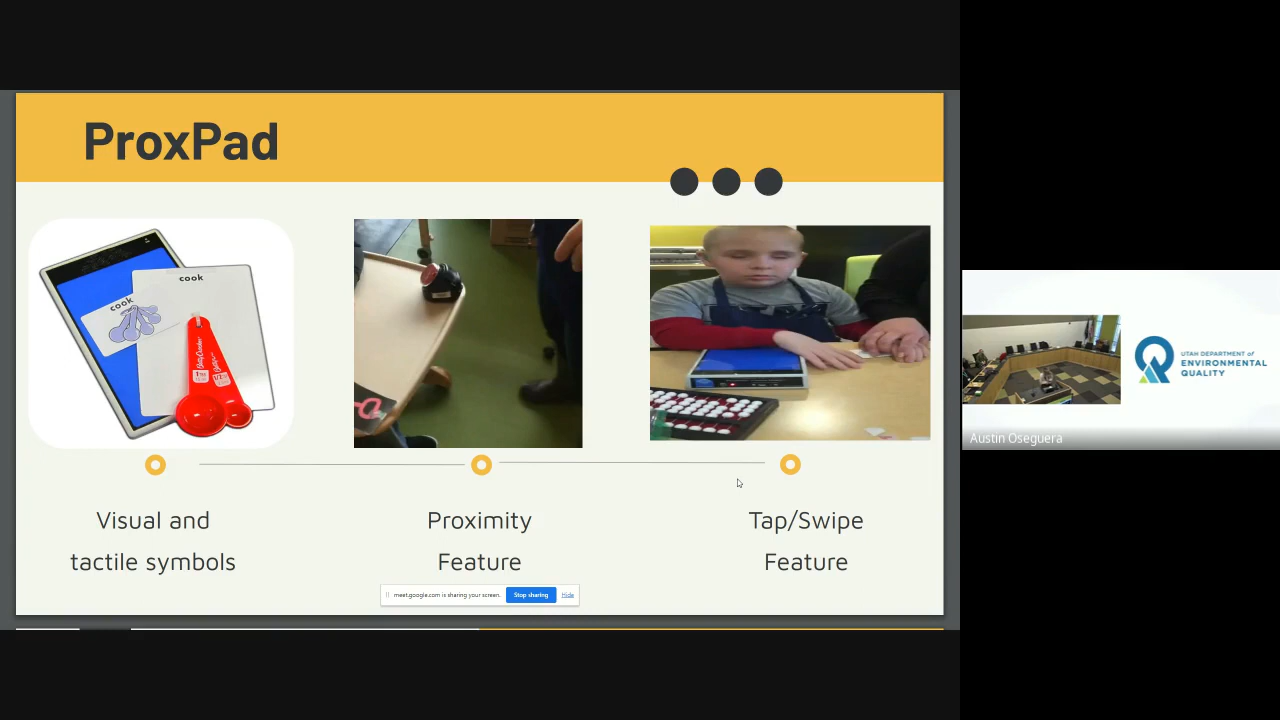 ProxPad
cook
cook
Visual and
tactile symbols
Proximity
Feature
Tap/Swipe
Feature
meet.google.com is sharing your screen.
Stop sharing
Hide
UTAH DEPARTMENT of
ENVIRONMENTAL
QUALITY
Austin Oseguera